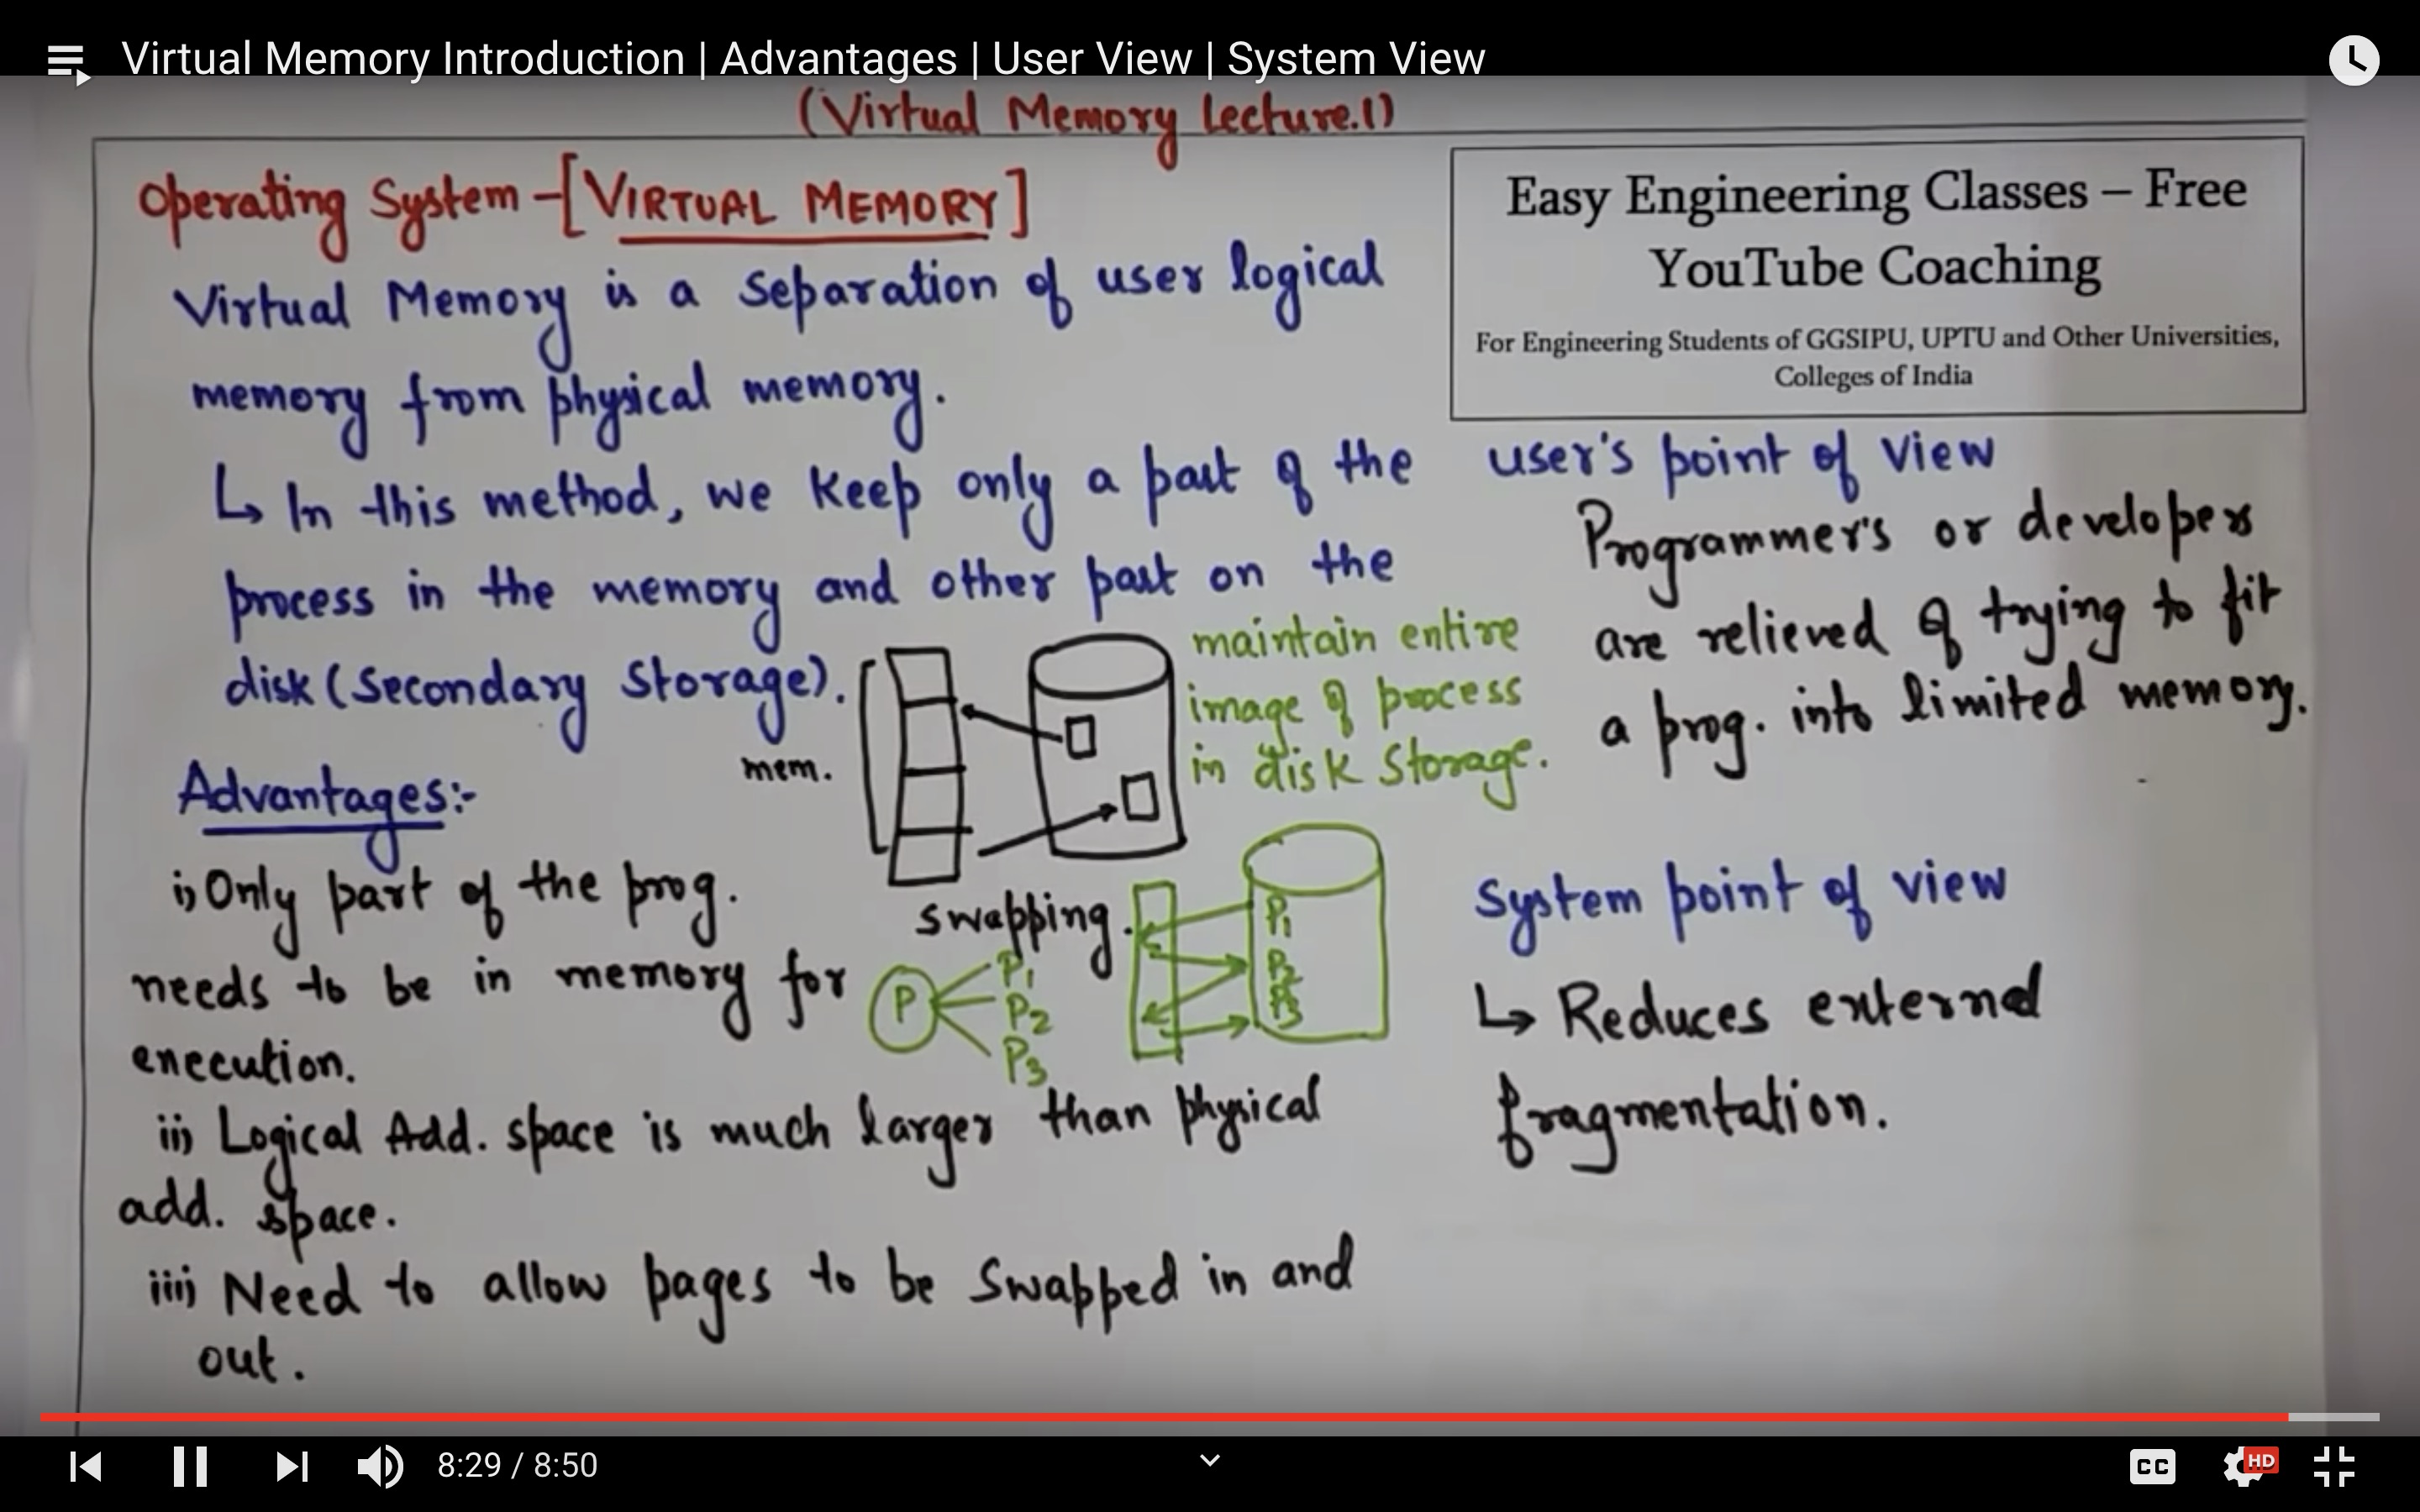 Virtual Memory Introduction | Advantages | User View | System View
(Virtual Memory Lecture.1)
Operating System -[VIRTUAL MEMORY]
Virtual Memory is a separation of user logical
memory from physical memory.
↳ In this method, we keep only a part of the
process in the memory and other part on the
disk (Secondary Storage).
mem.
maintain entire
image of process
in disk storage.
swapping.
Advantages:-
i) Only part of the prog.
needs to be in memory for
execution.
P
P1
P2
P3
P1
P2
P3
ii) Logical Add. space is much larger than physical
add. space.
iii) Need to allow pages to be swapped in and
out.
Easy Engineering Classes – Free
YouTube Coaching
For Engineering Students of GGSIPU, UPTU and Other Universities,
Colleges of India
user's point of view
Programmer's or developers
are relieved of trying to fit
a prog. into limited memory.
System point of view
↳ Reduces external
fragmentation.
8:29 / 8:50
CC
HD